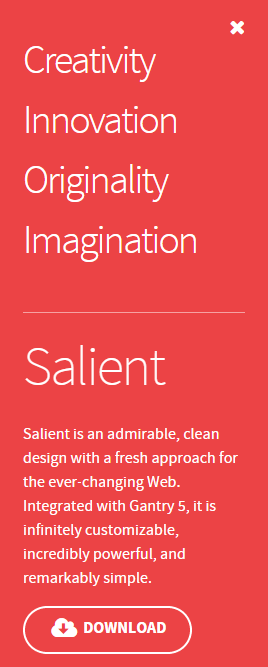 Creativity
Innovation
Originality
Imagination
Salient
Salient is an admirable, clean
design with a fresh approach for
the ever-changing Web.
Integrated with Gantry 5, it is
infinitely customizable,
incredibly powerful, and
remarkably simple.
DOWNLOAD